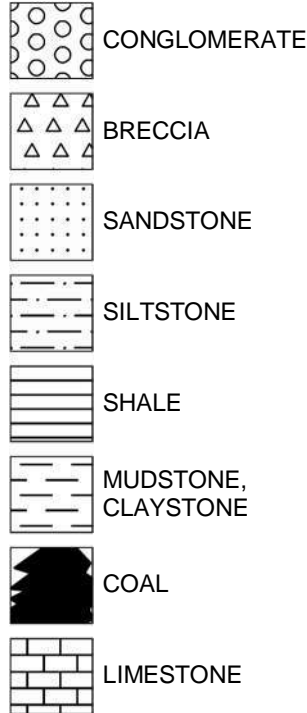 CONGLOMERATE
BRECCIA
SANDSTONE
SILTSTONE
SHALE
MUDSTONE,
CLAYSTONE
COAL
LIMESTONE